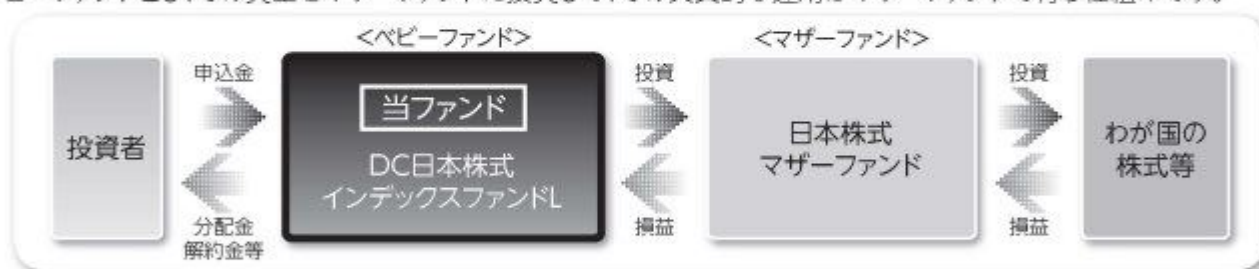 <ベビーファンド>
<マザーファンド>
申込金
投資
投資
投資者
当ファンド
DC日本株式
インデックスファンドL
日本株式
マザーファンド
わが国の
株式等
分配金
解約金等
損益
損益